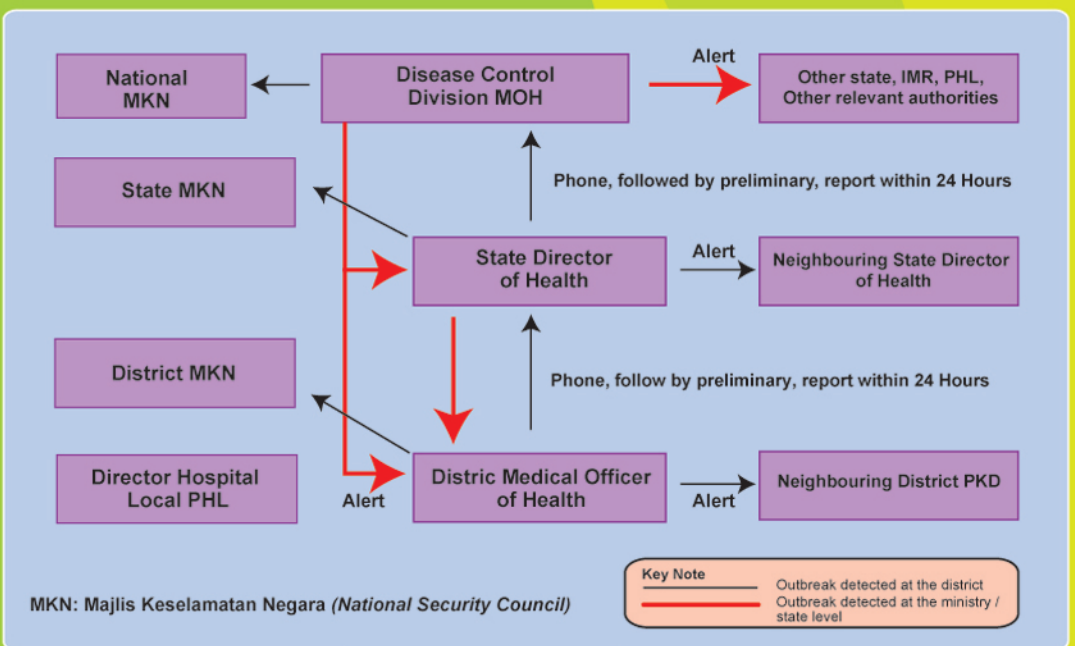 National
MKN
Disease Control
Division MOH
Alert
Other state, IMR, PHL,
Other relevant authorities
State MKN
Phone, followed by preliminary, report within 24 Hours
State Director
of Health
Alert
Neighbouring State Director
of Health
District MKN
Phone, follow by preliminary, report within 24 Hours
Director Hospital
Local PHL
Alert
Distric Medical Officer
of Health
Alert
Neighbouring District PKD
Key Note
Outbreak detected at the district
Outbreak detected at the ministry /
state level
MKN: Majlis Keselamatan Negara (National Security Council)